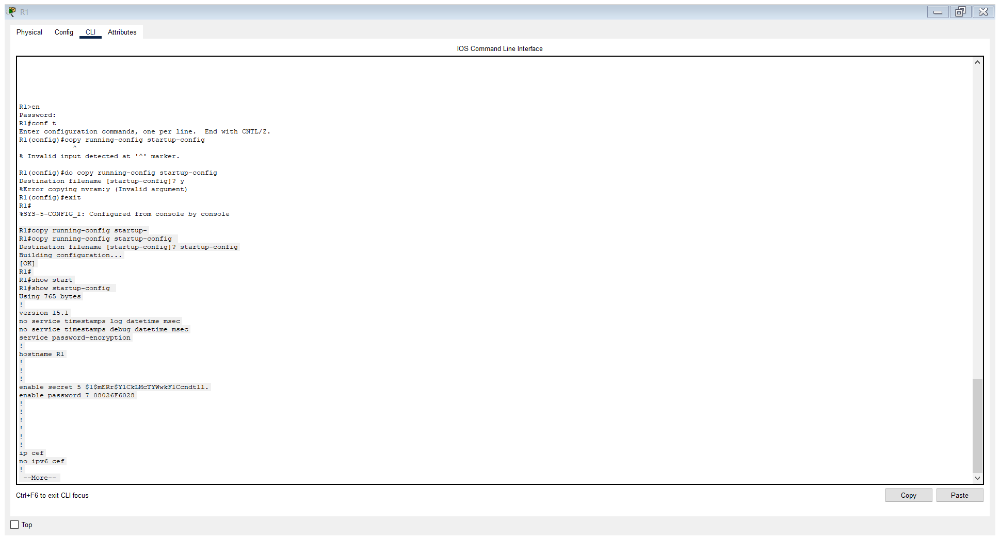 R1
Physical Config CLI Attributes
IOS Command Line Interface
R1>en
Password:
R1#conf t
Enter configuration commands, one per line.  End with CNTL/Z.
R1(config)#copy running-config startup-config
^
% Invalid input detected at '^' marker.
R1(config)#do copy running-config startup-config
Destination filename [startup-config]? y
%Error copying nvram:y (Invalid argument)
R1(config)#exit
R1#
%SYS-5-CONFIG_I: Configured from console by console
R1#copy running-config startup-
R1#copy running-config startup-config
Destination filename [startup-config]? startup-config
Building configuration...
[OK]
R1#
R1#show start
R1#show startup-config
Using 765 bytes
!
version 15.1
no service timestamps log datetime msec
no service timestamps debug datetime msec
service password-encryption
!
hostname R1
!
!
!
enable secret 5 $1$mERr$YlCkLMcTYWwkF1Ccndtll.
enable password 7 08026F6028
!
!
!
!
!
!
ip cef
no ipv6 cef
!
--More--
Ctrl+F6 to exit CLI focus
Copy Paste
Top